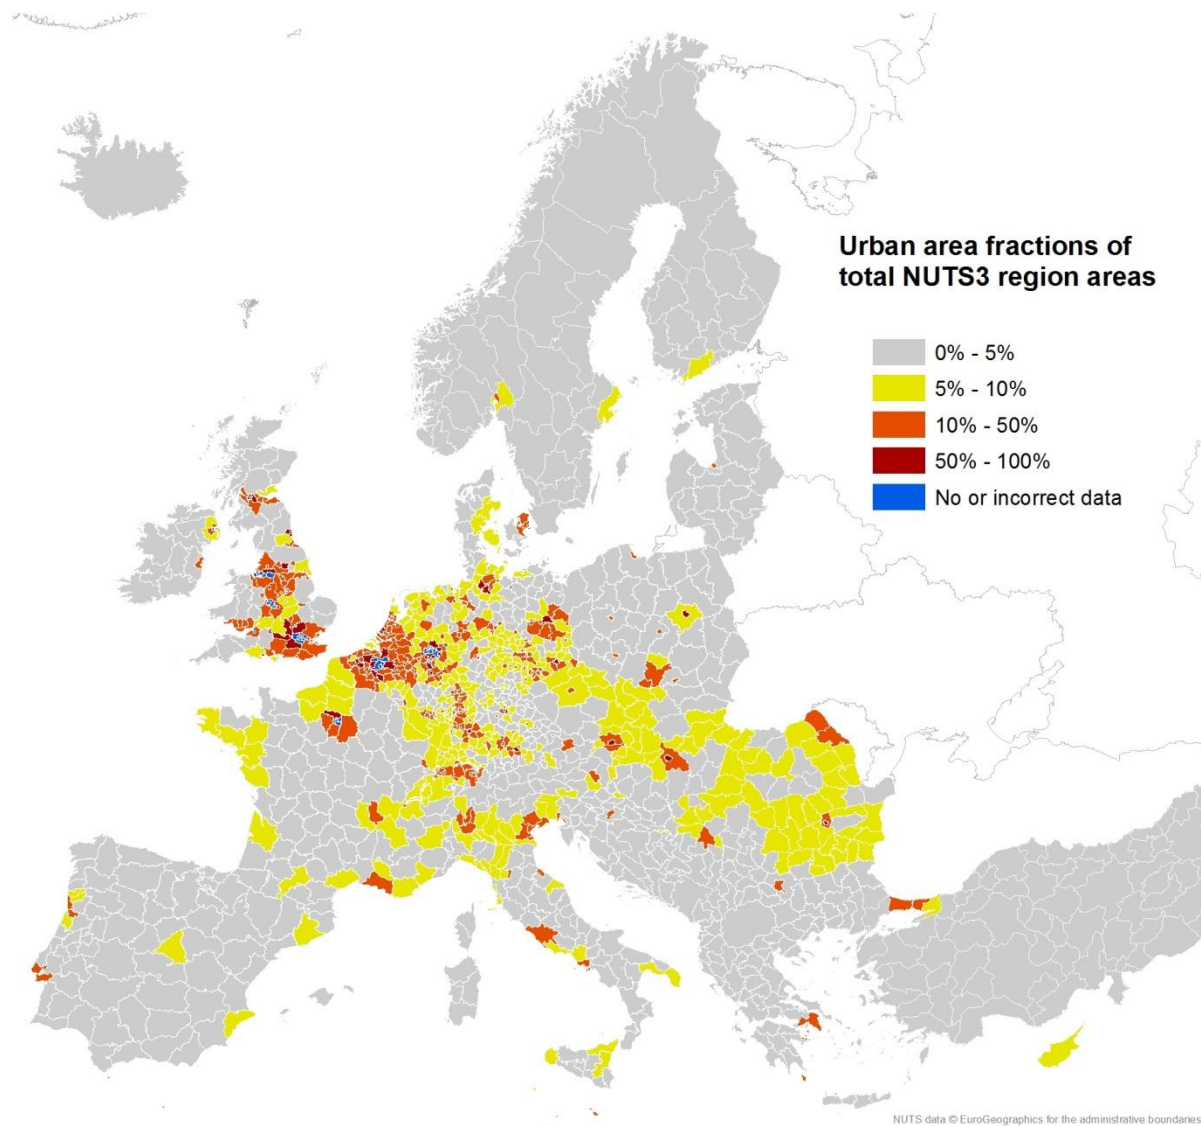 Urban area fractions of
total NUTS3 region areas
0% - 5%
5% - 10%
10% - 50%
50% - 100%
No or incorrect data
NUTS data © EuroGeographics for the administrative boundaries